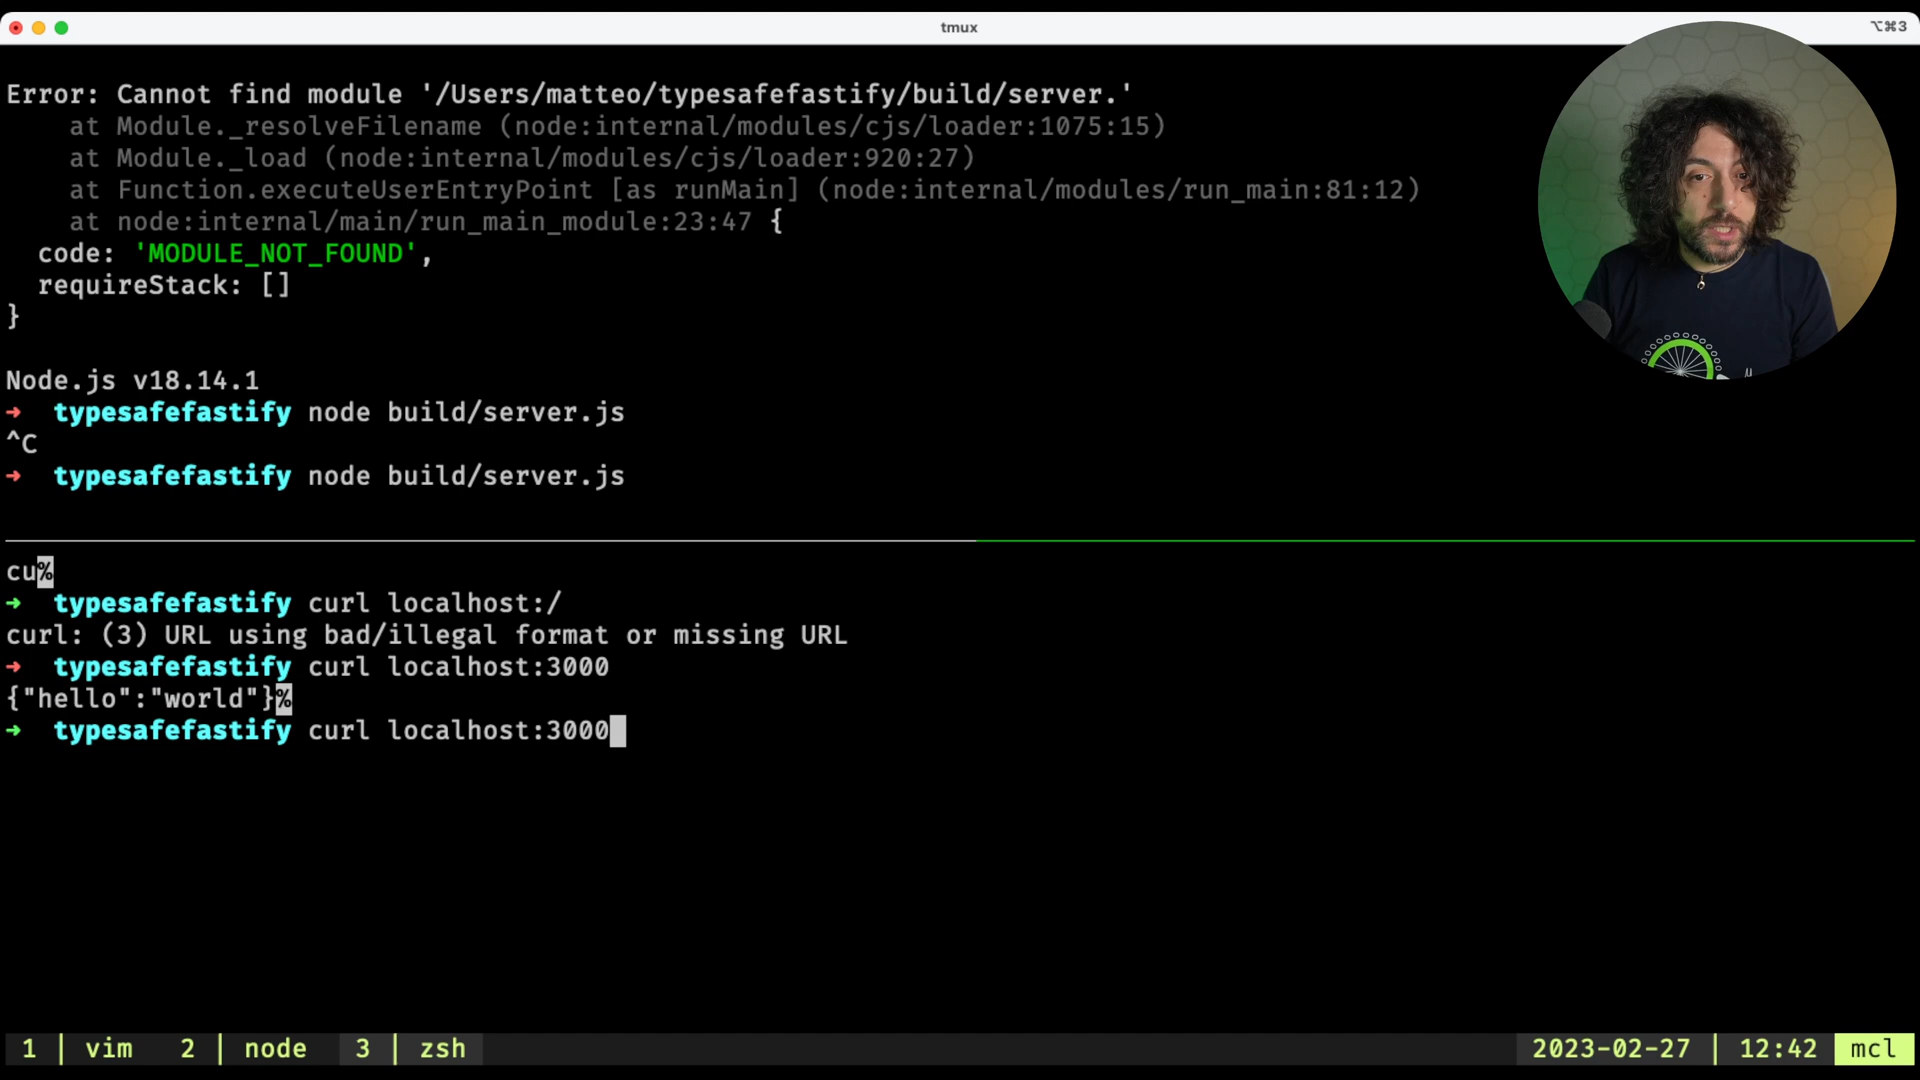 tmux
⌥⌘3
Error: Cannot find module '/Users/matteo/typesafefastify/build/server.'
    at Module._resolveFilename (node:internal/modules/cjs/loader:1075:15)
    at Module._load (node:internal/modules/cjs/loader:920:27)
    at Function.executeUserEntryPoint [as runMain] (node:internal/modules/run_main:81:12)
    at node:internal/main/run_main_module:23:47 {
  code: 'MODULE_NOT_FOUND',
  requireStack: []
}
Node.js v18.14.1
➜  typesafefastify node build/server.js
^C
➜  typesafefastify node build/server.js
cu%
➜  typesafefastify curl localhost:/
curl: (3) URL using bad/illegal format or missing URL
➜  typesafefastify curl localhost:3000
{"hello":"world"}%
➜  typesafefastify curl localhost:3000
1 | vim 2 | node 3 | zsh 2023-02-27 | 12:42 mcl